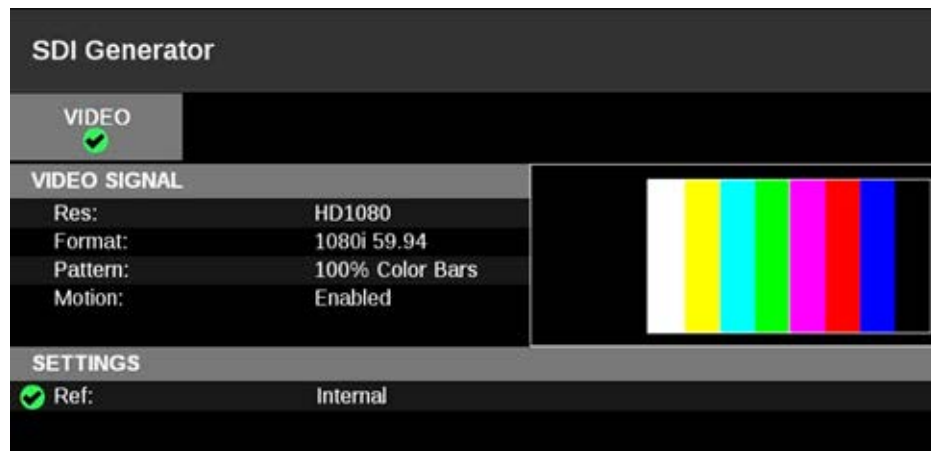 SDI Generator
VIDEO
VIDEO SIGNAL
Res: HD1080
Format: 1080i 59.94
Pattern: 100% Color Bars
Motion: Enabled
SETTINGS
Ref: Internal